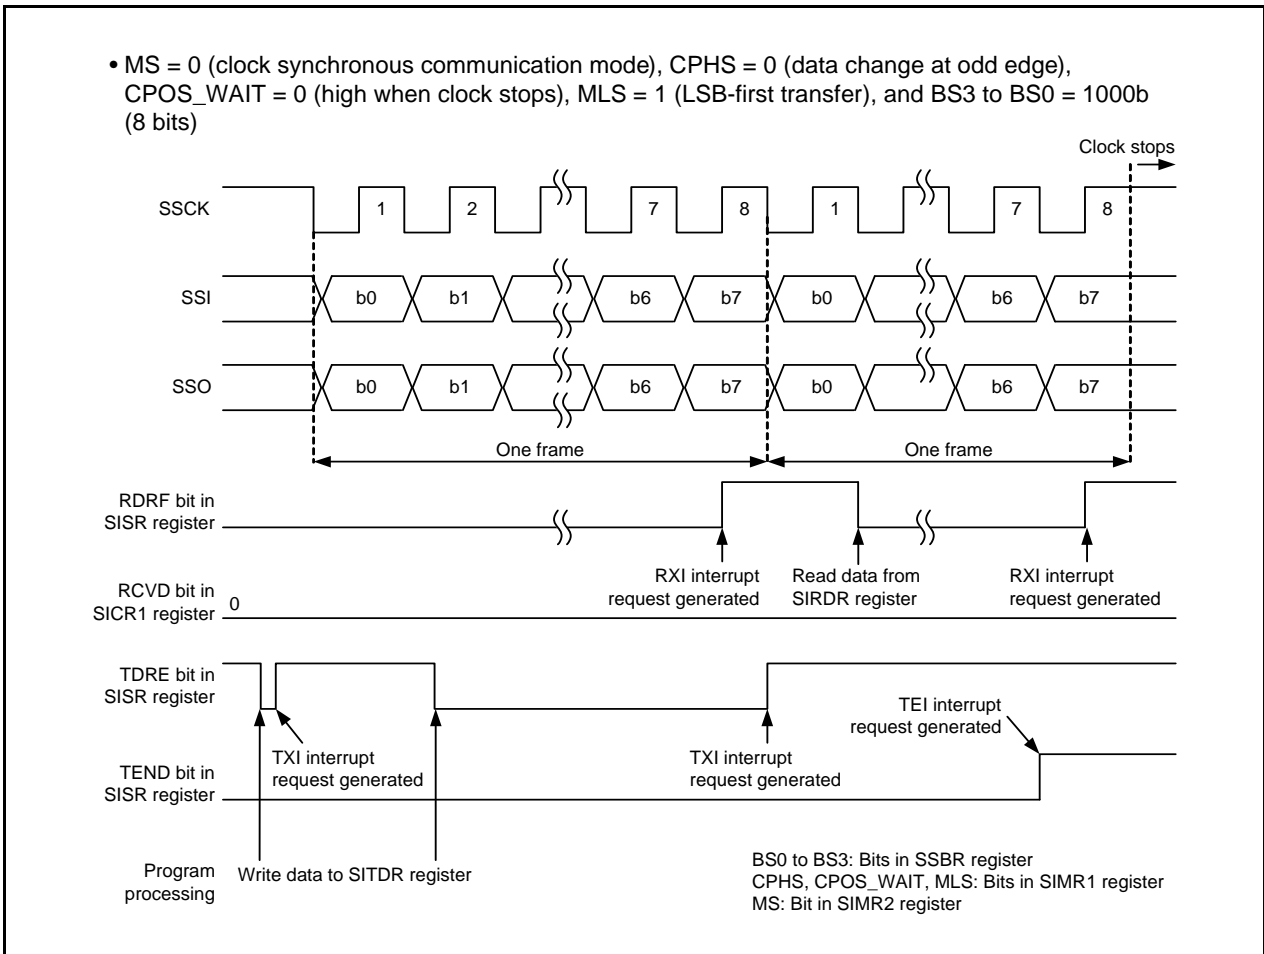 • MS = 0 (clock synchronous communication mode), CPHS = 0 (data change at odd edge),
CPOS_WAIT = 0 (high when clock stops), MLS = 1 (LSB-first transfer), and BS3 to BS0 = 1000b
(8 bits)
Clock stops
SSCK 1 2 7 8 1 7 8
SSI b0 b1 b6 b7 b0 b6 b7
SSO b0 b1 b6 b7 b0 b6 b7
One frame One frame
RDRF bit in
SISR register
RXI interrupt
request generated
Read data from
SIRDR register
RXI interrupt
request generated
RCVD bit in
SICR1 register
0
TDRE bit in
SISR register
TXI interrupt
request generated
TXI interrupt
request generated
TEI interrupt
request generated
TEND bit in
SISR register
Program
processing
Write data to SITDR register
BS0 to BS3: Bits in SSBR register
CPHS, CPOS_WAIT, MLS: Bits in SIMR1 register
MS: Bit in SIMR2 register